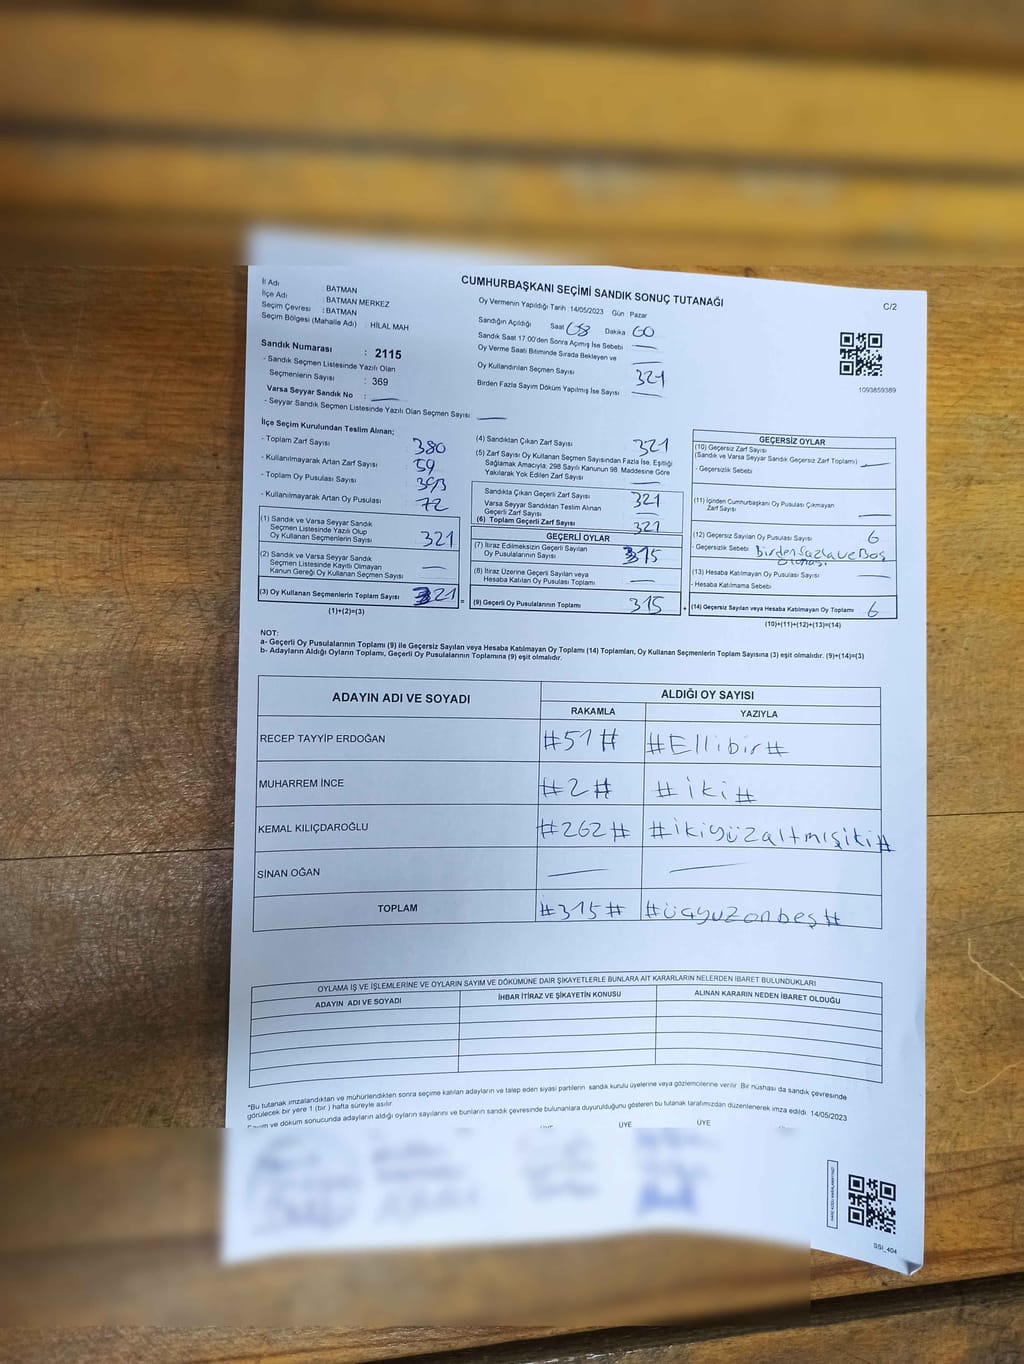 CUMHURBAŞKANI SEÇİMİ SANDIK SONUÇ TUTANAĞI
C/2
İl Adı : BATMAN
İlçe Adı : BATMAN MERKEZ
Seçim Çevresi : BATMAN
Seçim Bölgesi (Mahalle Adı) : HİLAL MAH
Sandık Numarası : 2115
- Sandık Seçmen Listesinde Yazılı Olan
Seçmenlerin Sayısı : 369
Varsa Seyyar Sandık No :
- Seyyar Sandık Seçmen Listesinde Yazılı Olan Seçmen Sayısı :
Oy Vermenin Yapıldığı Tarih :14/05/2023 Gün : Pazar
Sandığın Açıldığı Saat 08 Dakika 00
Sandık Saat 17.00'den Sonra Açımış İse Sebebi
Oy Verme Saati Bitiminde Sırada Bekleyen ve
Oy Kullandırılan Seçmen Sayısı 321
Birden Fazla Sayım Döküm Yapılmış İse Sayısı
1093859389
İlçe Seçim Kurulundan Teslim Alınan;
- Toplam Zarf Sayısı 380
- Kullanılmayarak Artan Zarf Sayısı 59
- Toplam Oy Pusulası Sayısı 393
- Kullanılmayarak Artan Oy Pusulası 72
(1) Sandık ve Varsa Seyyar Sandık
Seçmen Listesinde Yazılı Olup
Oy Kullanan Seçmenlerin Sayısı 321
(2) Sandık ve Varsa Seyyar Sandık
Seçmen Listesinde Kayıtlı Olmayan
Kanun Gereği Oy Kullanan Seçmen Sayısı
(3) Oy Kullanan Seçmenlerin Toplam Sayısı 321 =
(1)+(2)=(3)
(4) Sandıktan Çıkan Zarf Sayısı 321
(5) Zarf Sayısı Oy Kullanan Seçmen Sayısından Fazla İse, Eşitliği
Sağlamak Amacıyla; 298 Sayılı Kanunun 98. Maddesine Göre
Yakılarak Yok Edilen Zarf Sayısı
Sandıkta Çıkan Geçerli Zarf Sayısı 321
Varsa Seyyar Sandıktan Teslim Alınan
Geçerli Zarf Sayısı
(6) Toplam Geçerli Zarf Sayısı 321
GEÇERLİ OYLAR
(7) İtiraz Edilmeksizin Geçerli Sayılan
Oy Pusulalarının Sayısı 315
(8) İtiraz Üzerine Geçerli Sayılan veya
Hesaba Katılan Oy Pusulası Toplamı
(9) Geçerli Oy Pusulalarının Toplamı 315 +
GEÇERSİZ OYLAR
(10) Geçersiz Zarf Sayısı
(Sandık ve Varsa Seyyar Sandık Geçersiz Zarf Toplamı)
- Geçersizlik Sebebi
(11) İçinden Cumhurbaşkanı Oy Pusulası Çıkmayan
Zarf Sayısı
(12) Geçersiz Sayılan Oy Pusulası Sayısı 6
- Geçersizlik Sebebi Birden fazla ve Boş
olması
(13) Hesaba Katılmayan Oy Pusulası Sayısı
- Hesaba Katılmama Sebebi
(14) Geçersiz Sayılan veya Hesaba Katılmayan Oy Toplamı 6
(10)+(11)+(12)+(13)=(14)
NOT:
a- Geçerli Oy Pusulalarının Toplamı (9) ile Geçersiz Sayılan veya Hesaba Katılmayan Oy Toplamı (14) Toplamları, Oy Kullanan Seçmenlerin Toplam Sayısına (3) eşit olmalıdır. (9)+(14)=(3)
b- Adayların Aldığı Oyların Toplamı, Geçerli Oy Pusulalarının Toplamına (9) eşit olmalıdır.
ADAYIN ADI VE SOYADI ALDIĞI OY SAYISI
RAKAMLA YAZIYLA
RECEP TAYYİP ERDOĞAN #51# #Ellibir#
MUHARREM İNCE #2# #iki#
KEMAL KILIÇDAROĞLU #262# #ikiyüzaltmışiki#
SİNAN OĞAN
TOPLAM #315# #üçyuzonbeş#
OYLAMA İŞ VE İŞLEMLERİNE VE OYLARIN SAYIM VE DÖKÜMÜNE DAİR ŞİKAYETLERLE BUNLARA AİT KARARLARIN NELERDEN İBARET BULUNDUKLARI
ADAYIN ADI VE SOYADI İHBAR İTİRAZ VE ŞİKAYETİN KONUSU ALINAN KARARIN NEDEN İBARET OLDUĞU
*Bu tutanak imzalandıktan ve mühürlendikten sonra seçime katılan adayların ve talep eden siyasi partilerin sandık kurulu üyelerine veya gözlemcilerine verilir. Bir nüshası da sandık çevresinde
görülecek bir yere 1 (bir ) hafta süreyle asılır.
ve döküm sonucunda adayların aldığı oyların sayılarını ve bunların sandık çevresinde bulunanlara duyurulduğunu gösteren bu tutanak tarafımızdan düzenlenerek imza edildi. 14/05/2023
ÜYE ÜYE
SSI_404